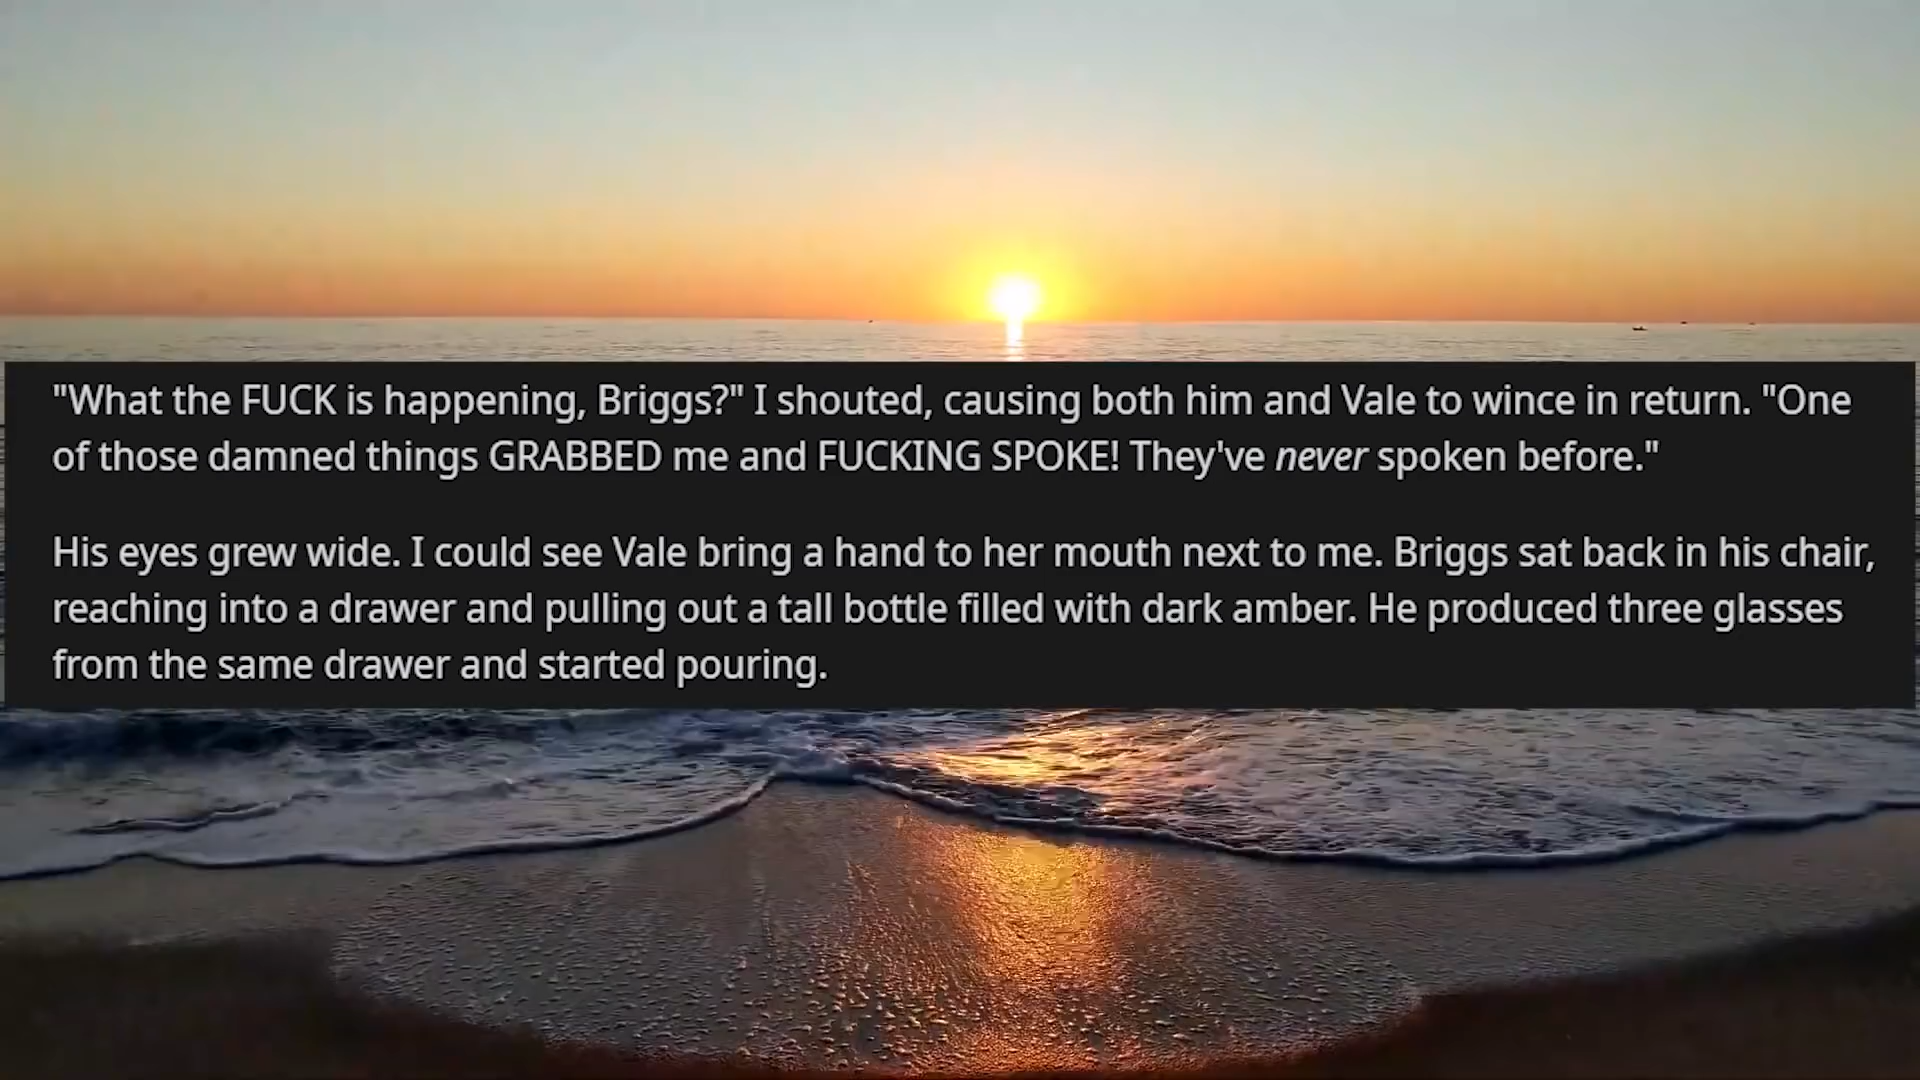 "What the FUCK is happening, Briggs?" I shouted, causing both him and Vale to wince in return. "One
of those damned things GRABBED me and FUCKING SPOKE! They've never spoken before."
His eyes grew wide. I could see Vale bring a hand to her mouth next to me. Briggs sat back in his chair,
reaching into a drawer and pulling out a tall bottle filled with dark amber. He produced three glasses
from the same drawer and started pouring.